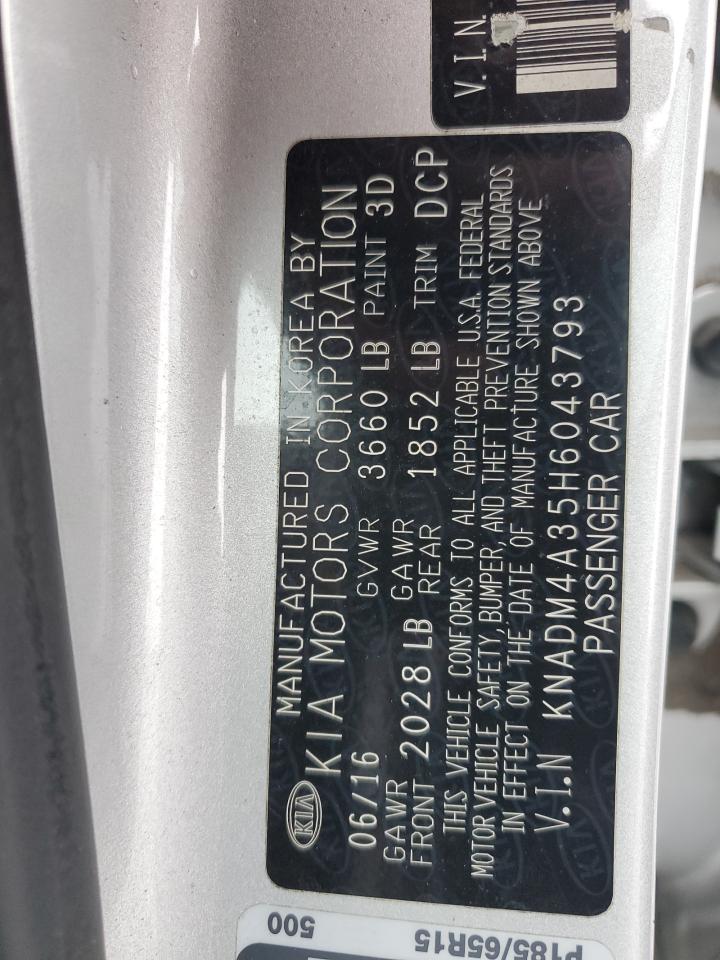 KIA
MANUFACTURED IN KOREA BY
KIA MOTORS CORPORATION
06/16 GVWR 3660 LB PAINT 3D
GAWR FRONT 2028 LB GAWR REAR 1852 LB TRIM DCP
THIS VEHICLE CONFORMS TO ALL APPLICABLE U.S.A. FEDERAL
MOTOR VEHICLE SAFETY, BUMPER, AND THEFT PREVENTION STANDARDS
IN EFFECT ON THE DATE OF MANUFACTURE SHOWN ABOVE
V.I.N KNADM4A35H6043793
PASSENGER CAR
V.I.N.
500
P185/65R15